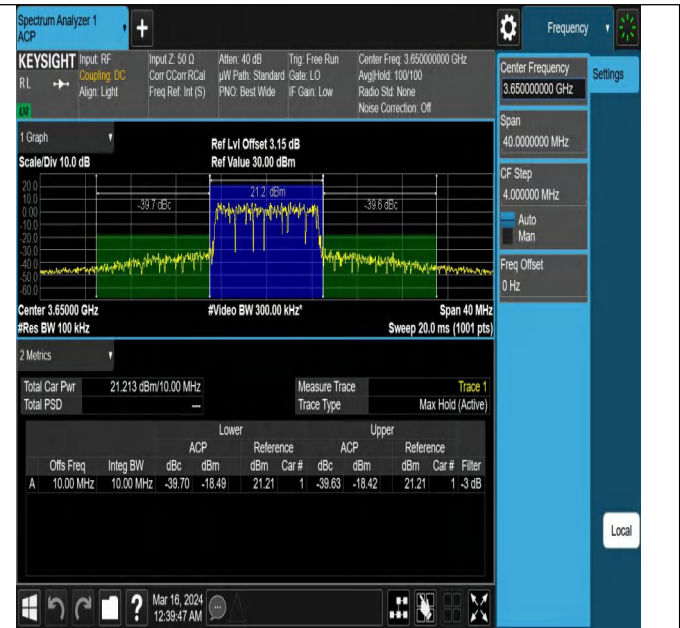 Spectrum Analyzer 1
ACP
Frequency
KEYSIGHT
RL
Input: RF
Coupling: DC
Align: Light
Input Z: 50 Ω
Corr CCorr RCal
Freq Ref: Int (S)
Atten: 40 dB
µW Path: Standard
PNO: Best Wide
Trig: Free Run
Gate: LO
IF Gain: Low
Center Freq: 3.650000000 GHz
Avg|Hold: 100/100
Radio Std: None
Noise Correction: Off
Center Frequency
3.650000000 GHz
Settings
Span
40.0000000 MHz
CF Step
4.000000 MHz
Auto
Man
Freq Offset
0 Hz
1 Graph
Scale/Div 10.0 dB
Ref Lvl Offset 3.15 dB
Ref Value 30.00 dBm
20.0
10.0
0.00
-10.0
-20.0
-30.0
-40.0
-50.0
-60.0
-39.7 dBc
21.2 dBm
-39.6 dBc
Center 3.65000 GHz
#Video BW 300.00 kHz*
Span 40 MHz
#Res BW 100 kHz
Sweep 20.0 ms (1001 pts)
2 Metrics
Total Car Pwr 21.213 dBm/10.00 MHz
Total PSD ---
Measure Trace Trace 1
Trace Type Max Hold (Active)
Lower Upper
ACP Reference ACP Reference
Offs Freq Integ BW dBc dBm dBm Car # dBc dBm dBm Car # Filter
A 10.00 MHz 10.00 MHz -39.70 -18.49 21.21 1 -39.63 -18.42 21.21 1 -3 dB
Local
Mar 16, 2024
12:39:47 AM